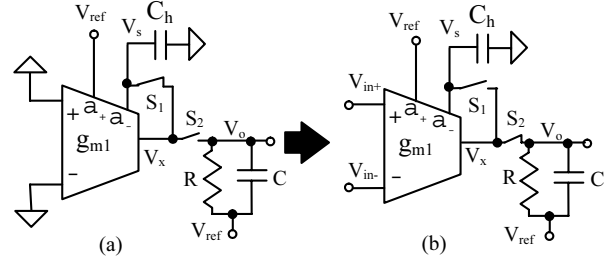 V_ref
V_s
C_h
+
a_+
a_-
S_1
g_m1
−
V_x
S_2
V_o
R
C
V_ref
(a)
V_ref
V_s
C_h
V_in+
+
a_+
a_-
S_1
g_m1
V_in-
−
V_x
S_2
V_o
R
C
V_ref
(b)